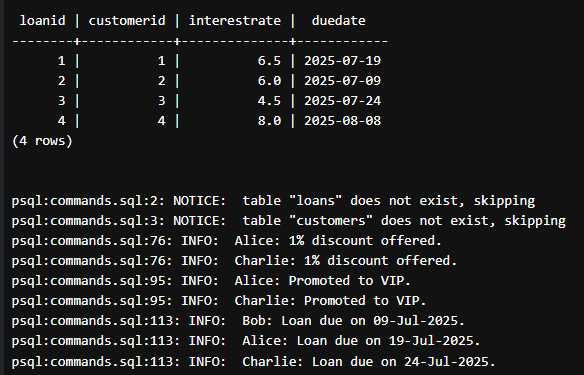 loanid | customerid | interestrate | duedate
--------+------------+--------------+------------
1 | 1 | 6.5 | 2025-07-19
2 | 2 | 6.0 | 2025-07-09
3 | 3 | 4.5 | 2025-07-24
4 | 4 | 8.0 | 2025-08-08
(4 rows)
psql:commands.sql:2: NOTICE:  table "loans" does not exist, skipping
psql:commands.sql:3: NOTICE:  table "customers" does not exist, skipping
psql:commands.sql:76: INFO:  Alice: 1% discount offered.
psql:commands.sql:76: INFO:  Charlie: 1% discount offered.
psql:commands.sql:95: INFO:  Alice: Promoted to VIP.
psql:commands.sql:95: INFO:  Charlie: Promoted to VIP.
psql:commands.sql:113: INFO:  Bob: Loan due on 09-Jul-2025.
psql:commands.sql:113: INFO:  Alice: Loan due on 19-Jul-2025.
psql:commands.sql:113: INFO:  Charlie: Loan due on 24-Jul-2025.